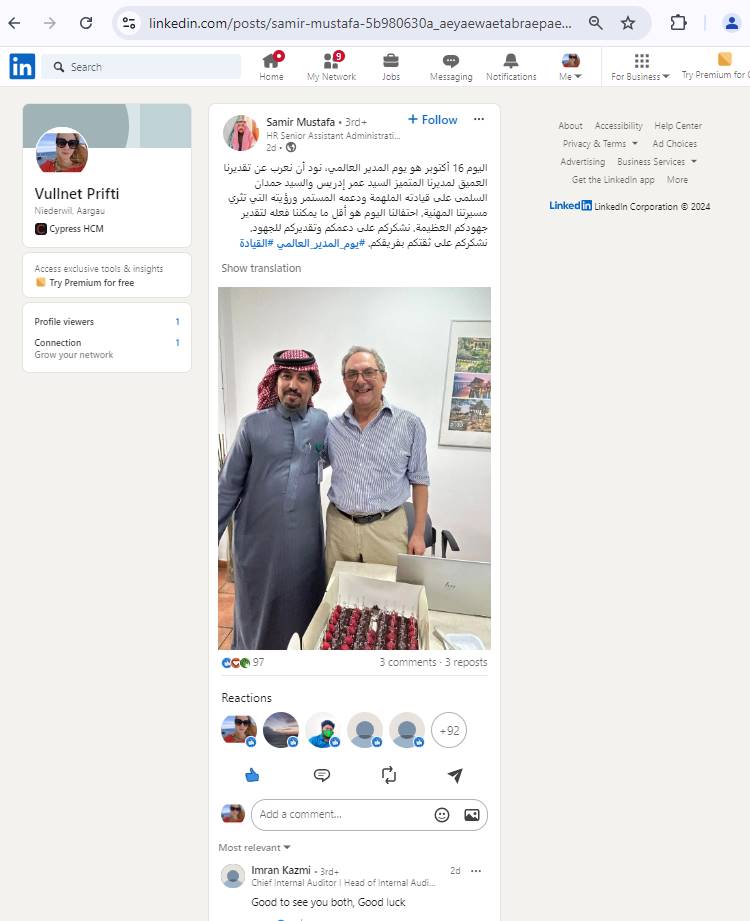 linkedin.com/posts/samir-mustafa-5b980630a_aeyaewaetabraepae...
Search
Home
9
My Network
Jobs
Messaging
Notifications
Me
For Business
Try Premium for
Vullnet Prifti
Niederwil, Aargau
Cypress HCM
Access exclusive tools & insights
Try Premium for free
Profile viewers 1
Connection 1
Grow your network
Samir Mustafa • 3rd+
+ Follow
HR Senior Assistant Administrati...
2d •
اليوم 16 أكتوبر هو يوم المدير العالمي، نود أن نعرب عن تقديرنا
العميق لمديرنا المتميز السيد عمر إدريس والسيد حمدان
السلمى على قيادته الملهمة ودعمه المستمر ورؤيته التي تثري
مسيرتنا المهنية. احتفالنا اليوم هو أقل ما يمكننا فعله لتقدير
جهودكم العظيمة. نشكركم على دعمكم وتقديركم للجهود.
نشكركم على ثقتكم بفريقكم. #يوم_المدير_العالمي #القيادة
Show translation
hp
97
3 comments · 3 reposts
Reactions
+92
Add a comment...
Most relevant
Imran Kazmi • 3rd+
2d
Chief Internal Auditor I Head of Internal Audi...
Good to see you both, Good luck
About Accessibility Help Center
Privacy & Terms Ad Choices
Advertising Business Services
Get the LinkedIn app More
LinkedIn LinkedIn Corporation © 2024